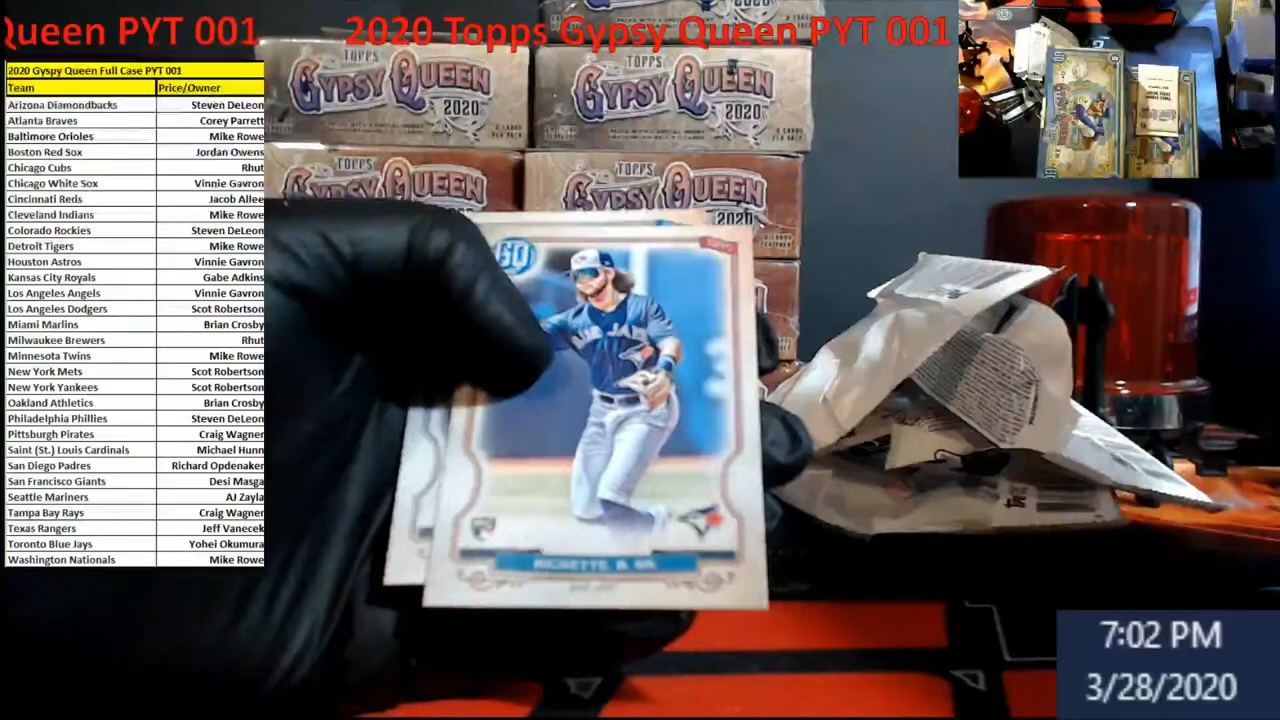 Queen PYT 001
2020 Topps Gypsy Queen PYT 001
2020 Gyspy Queen Full Case PYT 001
Team Price/Owner
Arizona Diamondbacks Steven DeLeon
Atlanta Braves Corey Parrett
Baltimore Orioles Mike Rowe
Boston Red Sox Jordan Owens
Chicago Cubs Rhut
Chicago White Sox Vinnie Gavron
Cincinnati Reds Jacob Allee
Cleveland Indians Mike Rowe
Colorado Rockies Steven DeLeon
Detroit Tigers Mike Rowe
Houston Astros Vinnie Gavron
Kansas City Royals Gabe Adkins
Los Angeles Angels Vinnie Gavron
Los Angeles Dodgers Scot Robertson
Miami Marlins Brian Crosby
Milwaukee Brewers Rhut
Minnesota Twins Mike Rowe
New York Mets Scot Robertson
New York Yankees Scot Robertson
Oakland Athletics Brian Crosby
Philadelphia Phillies Steven DeLeon
Pittsburgh Pirates Craig Wagner
Saint (St.) Louis Cardinals Michael Hunn
San Diego Padres Richard Opdenaker
San Francisco Giants Desi Masga
Seattle Mariners AJ Zayla
Tampa Bay Rays Craig Wagner
Texas Rangers Jeff Vanecek
Toronto Blue Jays Yohei Okumura
Washington Nationals Mike Rowe
TOPPS
GYPSY QUEEN
2020
TOPPS
GYPSY QUEEN
2020
TOPPS
GYPSY QUEEN
TOPPS
GYPSY QUEEN
2020
GQ
TOPPS
BLUE JAYS
7:02 PM
3/28/2020